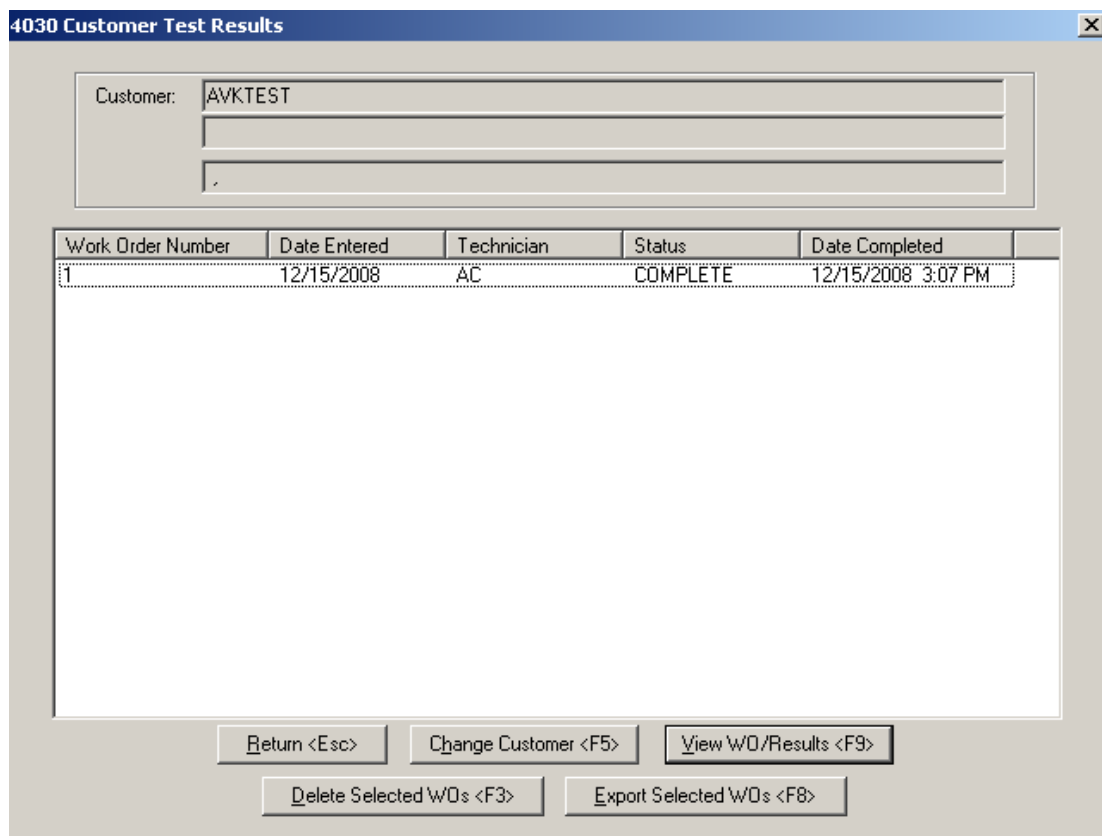 4030 Customer Test Results
Customer: AVKTEST
,
Work Order Number Date Entered Technician Status Date Completed
1 12/15/2008 AC COMPLETE 12/15/2008 3:07 PM
Return <Esc> Change Customer <F5> View WO/Results <F9>
Delete Selected WOs <F3> Export Selected WOs <F8>